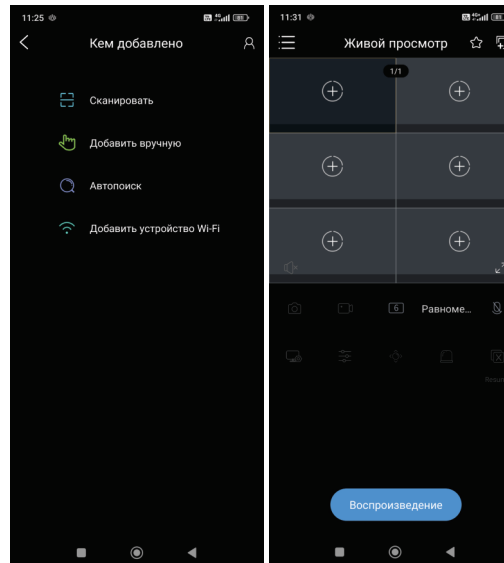 11:25
Кем добавлено
Сканировать
Добавить вручную
Автопоиск
Добавить устройство Wi-Fi
11:31
Живой просмотр
1/1
6 Равноме...
Воспроизведение